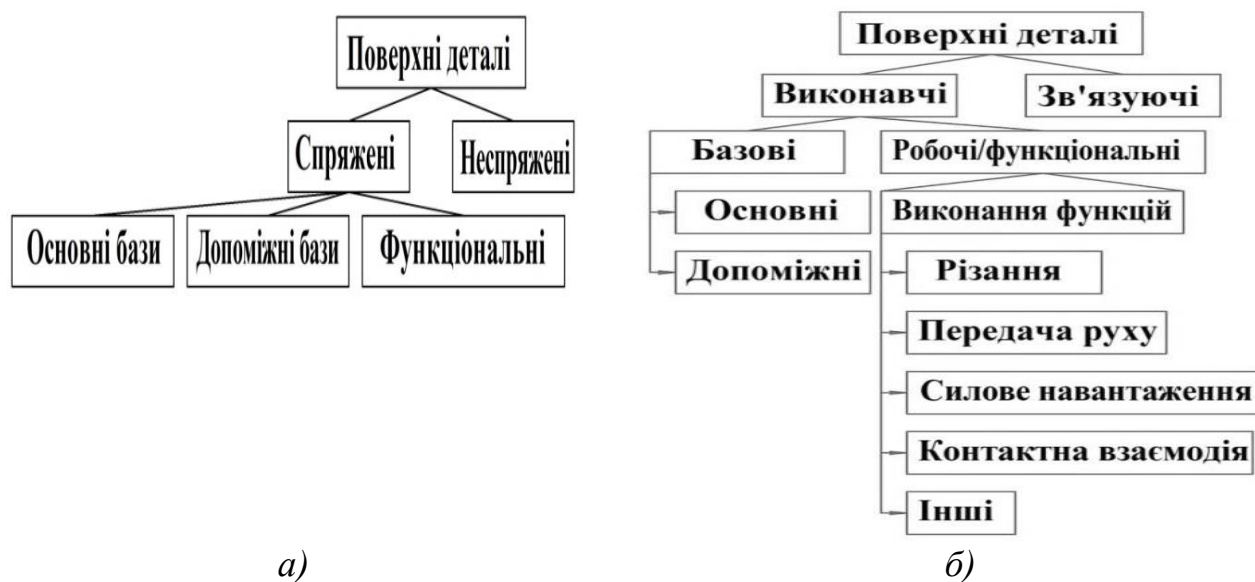 Поверхні деталі
Спряжені
Неспряжені
Основні бази
Допоміжні бази
Функціональні
а)
Поверхні деталі
Виконавчі
Зв'язуючі
Базові
Робочі/функціональні
Основні
Виконання функцій
Допоміжні
Різання
Передача руху
Силове навантаження
Контактна взаємодія
Інші
б)